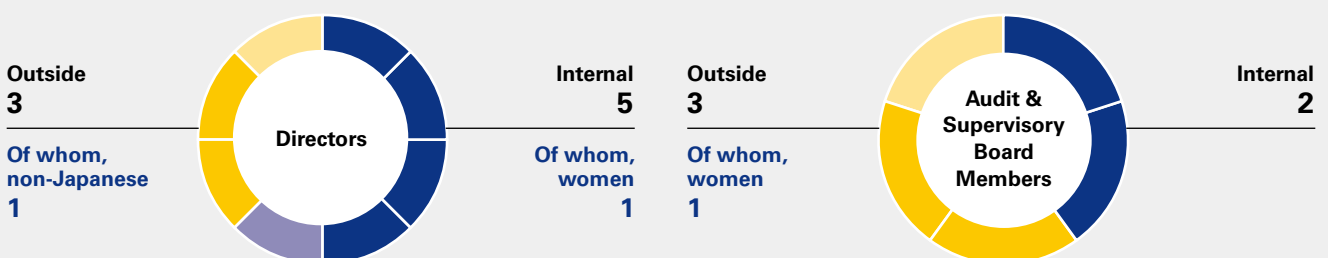 Outside
3
Of whom,
non-Japanese
1
Directors
Internal
5
Of whom,
women
1
Outside
3
Of whom,
women
1
Audit &
Supervisory
Board
Members
Internal
2